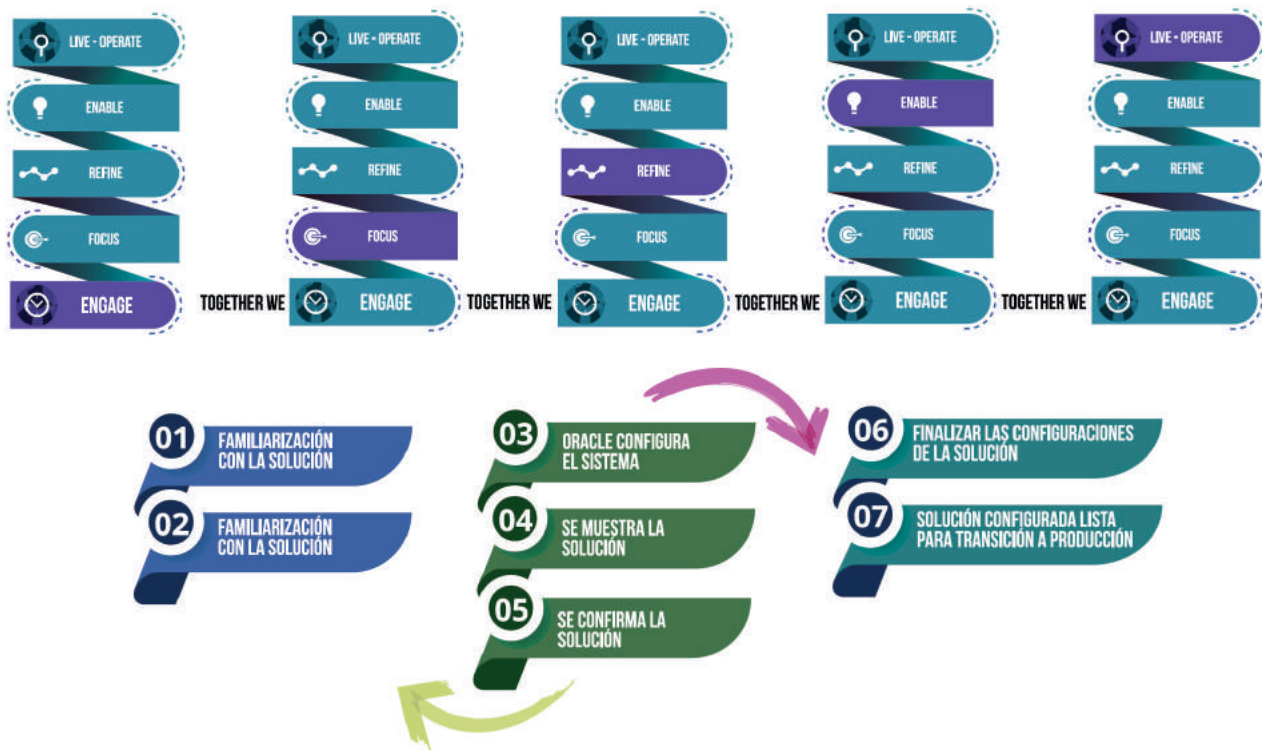 LIVE - OPERATE
ENABLE
REFINE
FOCUS
ENGAGE
TOGETHER WE
LIVE - OPERATE
ENABLE
REFINE
FOCUS
ENGAGE
TOGETHER WE
LIVE - OPERATE
ENABLE
REFINE
FOCUS
ENGAGE
TOGETHER WE
LIVE - OPERATE
ENABLE
REFINE
FOCUS
ENGAGE
TOGETHER WE
LIVE - OPERATE
ENABLE
REFINE
FOCUS
ENGAGE
01
FAMILIARIZACIÓN
CON LA SOLUCIÓN
02
FAMILIARIZACIÓN
CON LA SOLUCIÓN
03
ORACLE CONFIGURA
EL SISTEMA
04
SE MUESTRA LA
SOLUCIÓN
05
SE CONFIRMA LA
SOLUCIÓN
06
FINALIZAR LAS CONFIGURACIONES
DE LA SOLUCIÓN
07
SOLUCIÓN CONFIGURADA LISTA
PARA TRANSICIÓN A PRODUCCIÓN